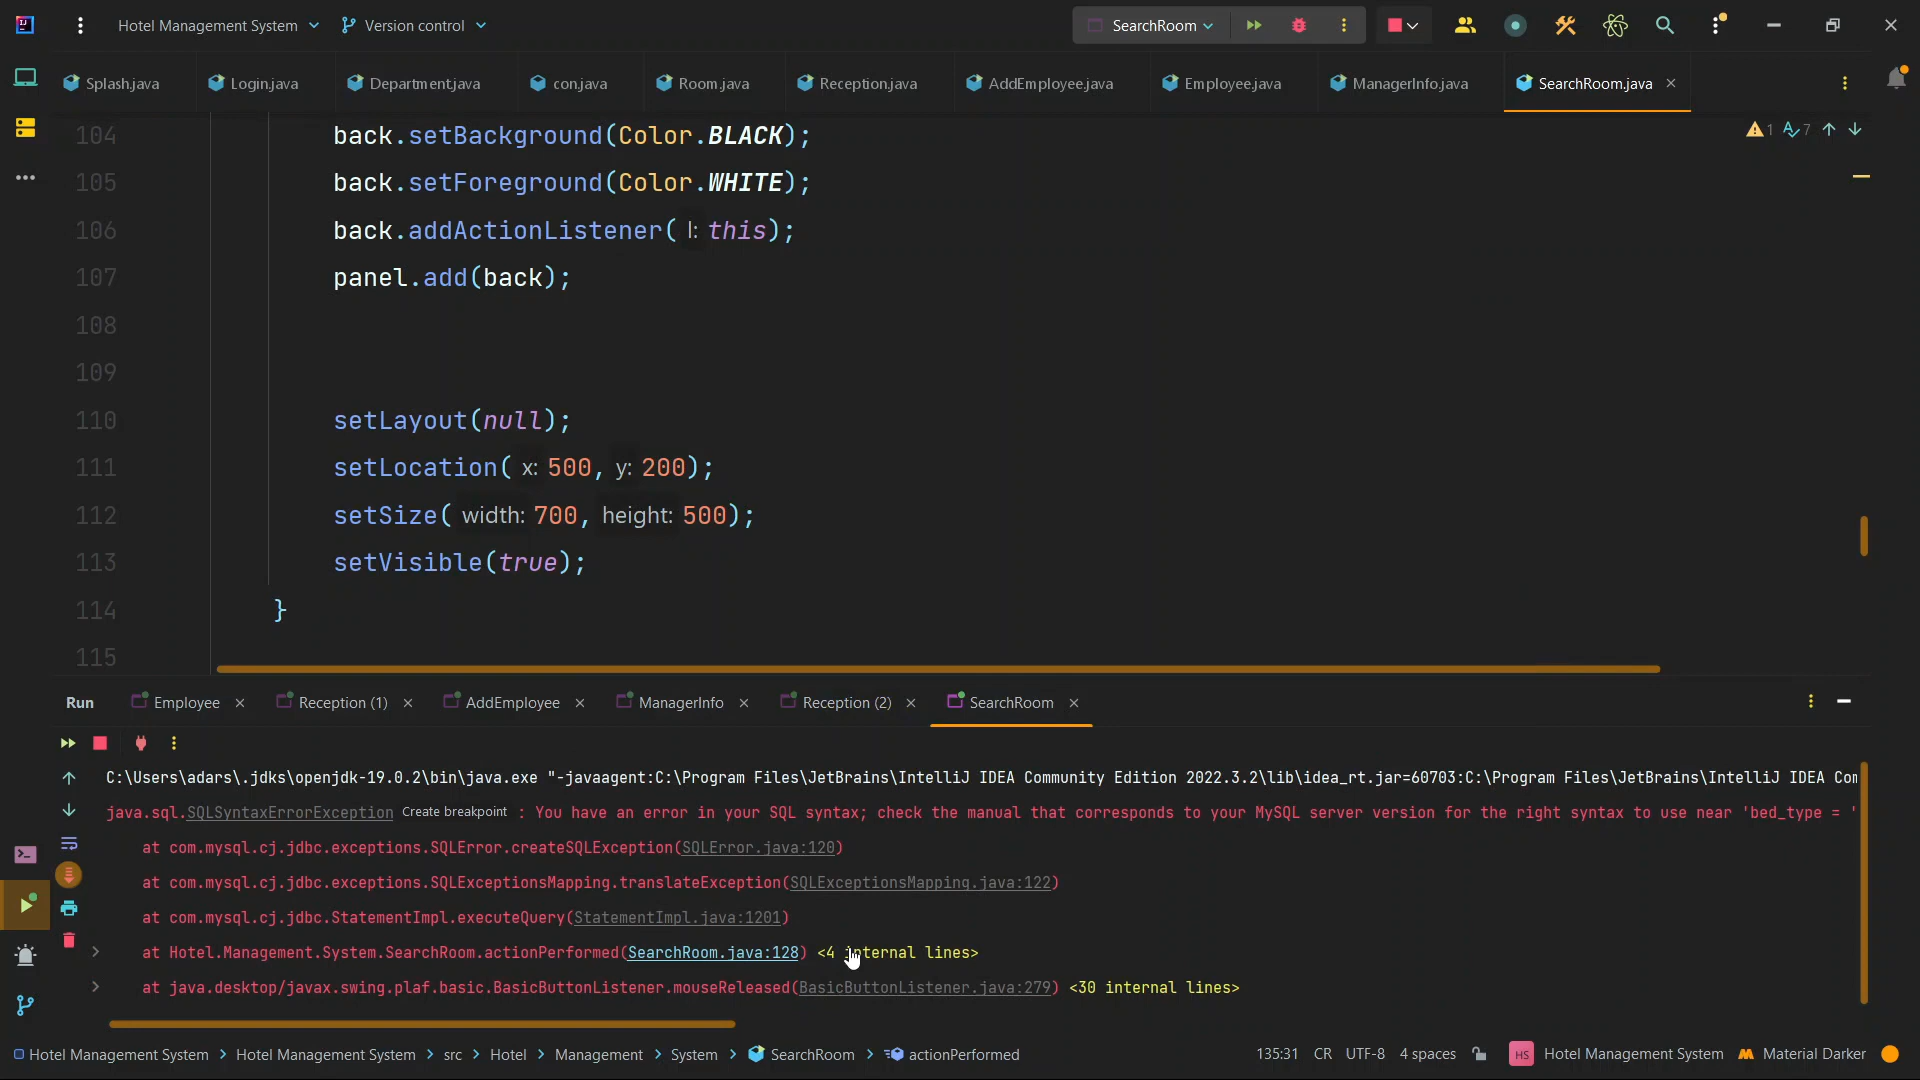 Hotel Management System Version control SearchRoom
Splash.java Login.java Department.java con.java Room.java Reception.java AddEmployee.java Employee.java ManagerInfo.java SearchRoom.java
104 back.setBackground(Color.BLACK); 1 7
105 back.setForeground(Color.WHITE);
106 back.addActionListener( l: this);
107 panel.add(back);
108
109
110 setLayout(null);
111 setLocation( x: 500, y: 200);
112 setSize( width: 700, height: 500);
113 setVisible(true);
114 }
115
Run Employee Reception (1) AddEmployee ManagerInfo Reception (2) SearchRoom
C:\Users\adars\.jdks\openjdk-19.0.2\bin\java.exe "-javaagent:C:\Program Files\JetBrains\IntelliJ IDEA Community Edition 2022.3.2\lib\idea_rt.jar=60703:C:\Program Files\JetBrains\IntelliJ IDEA Com
java.sql.SQLSyntaxErrorException Create breakpoint : You have an error in your SQL syntax; check the manual that corresponds to your MySQL server version for the right syntax to use near 'bed_type = '
at com.mysql.cj.jdbc.exceptions.SQLError.createSQLException(SQLError.java:120)
at com.mysql.cj.jdbc.exceptions.SQLExceptionsMapping.translateException(SQLExceptionsMapping.java:122)
at com.mysql.cj.jdbc.StatementImpl.executeQuery(StatementImpl.java:1201)
at Hotel.Management.System.SearchRoom.actionPerformed(SearchRoom.java:128) <4 internal lines>
at java.desktop/javax.swing.plaf.basic.BasicButtonListener.mouseReleased(BasicButtonListener.java:279) <30 internal lines>
Hotel Management System > Hotel Management System > src > Hotel > Management > System > SearchRoom > actionPerformed 135:31 CR UTF-8 4 spaces HS Hotel Management System Material Darker